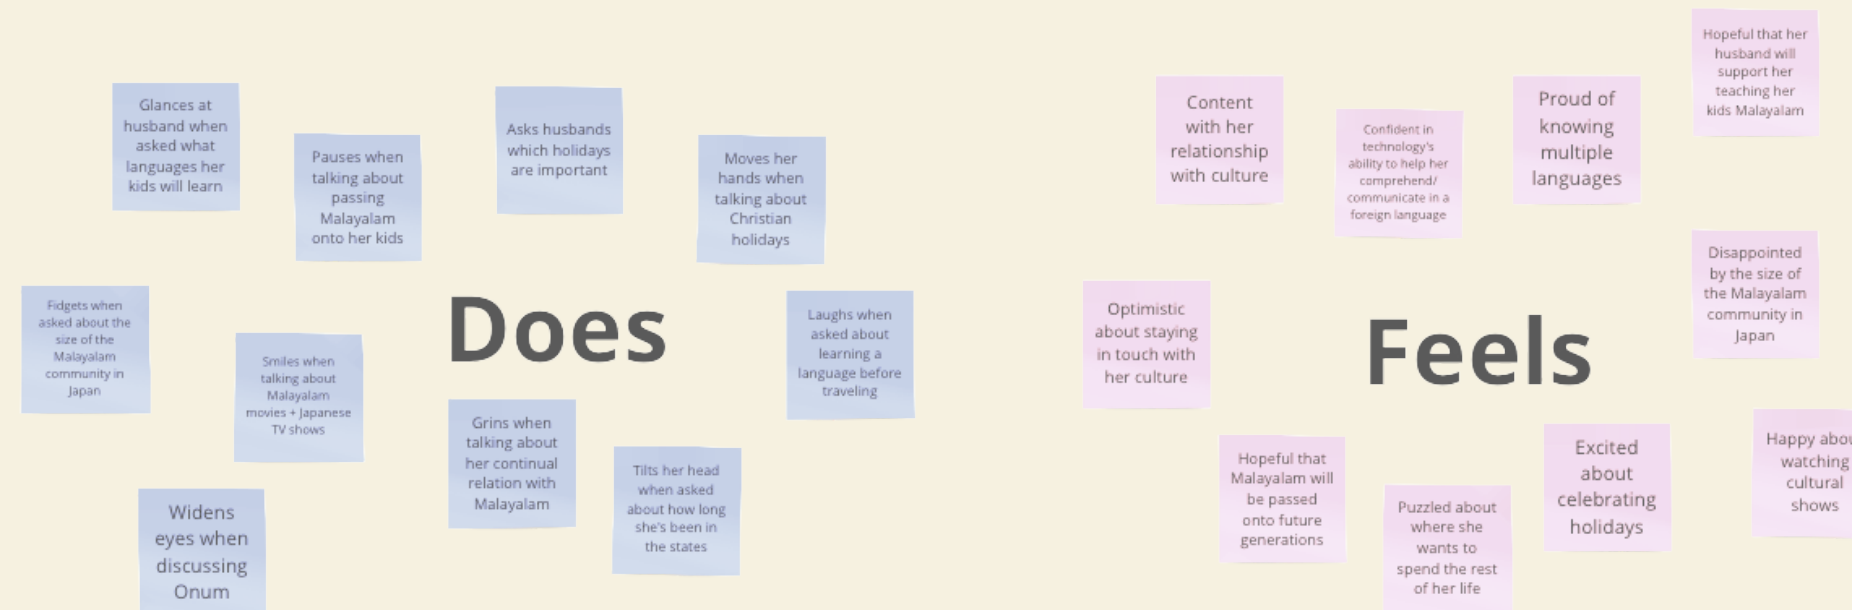 Glances at
husband when
asked what
languages her
kids will learn
Pauses when
talking about
passing
Malayalam
onto her kids
Asks husbands
which holidays
are important
Moves her
hands when
talking about
Christian
holidays
Fidgets when
asked about the
size of the
Malayalam
community in
Japan
Smiles when
talking about
Malayalam
movies + Japanese
TV shows
Does
Laughs when
asked about
learning a
language before
traveling
Grins when
talking about
her continual
relation with
Malayalam
Tilts her head
when asked
about how long
she's been in
the states
Widens
eyes when
discussing
Onum
Hopeful that her
husband will
support her
teaching her
kids Malayalam
Content
with her
relationship
with culture
Confident in
technology's
ability to help her
comprehend/
communicate in a
foreign language
Proud of
knowing
multiple
languages
Disappointed
by the size of
the Malayalam
community in
Japan
Optimistic
about staying
in touch with
her culture
Feels
Hopeful that
Malayalam will
be passed
onto future
generations
Puzzled about
where she
wants to
spend the rest
of her life
Excited
about
celebrating
holidays
Happy abou
watching
cultural
shows